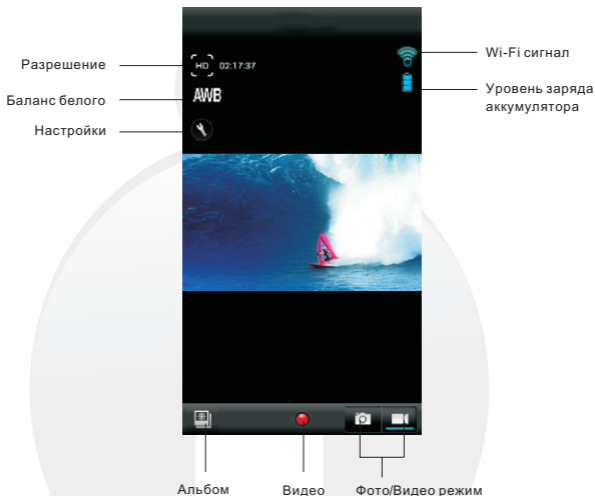 Разрешение
HD 02:17:37
Wi-Fi сигнал
Баланс белого
AWB
Уровень заряда
аккумулятора
Настройки
Альбом
Видео
Фото/Видео режим